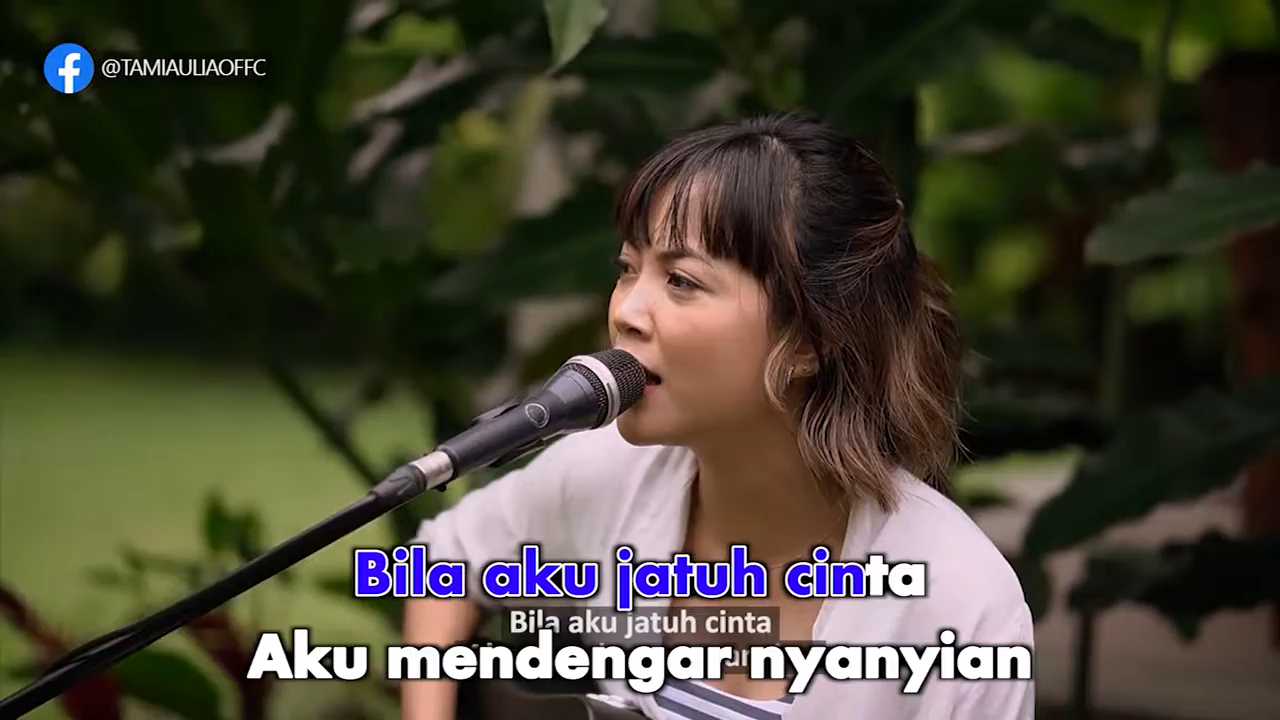 @TAMIAULIAOFFC
Bila aku jatuh cinta
Bila aku jatuh cinta
Aku mendengar nyanyian